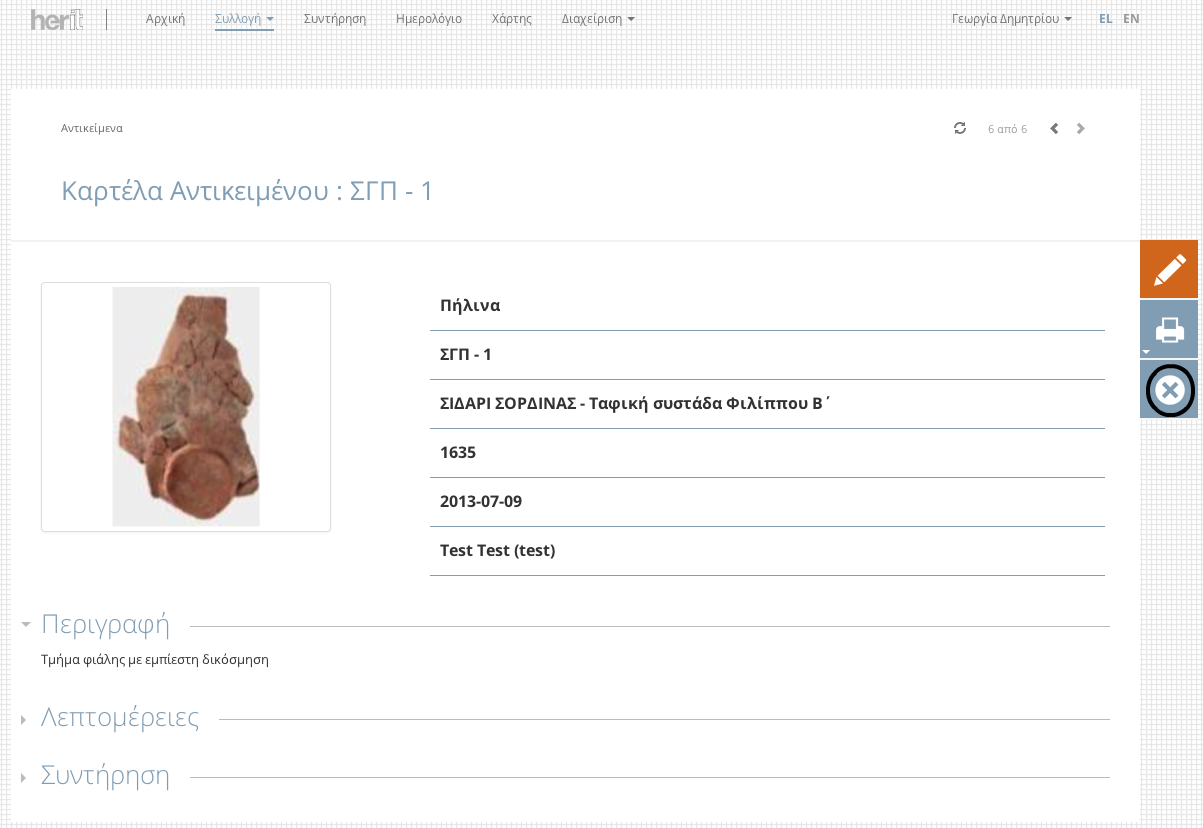 herit
Αρχική Συλλογή Συντήρηση Ημερολόγιο Χάρτης Διαχείριση Γεωργία Δημητρίου EL EN
Αντικείμενα 6 από 6
Καρτέλα Αντικειμένου : ΣΓΠ - 1
Πήλινα
ΣΓΠ - 1
ΣΙΔΑΡΙ ΣΟΡΔΙΝΑΣ - Ταφική συστάδα Φιλίππου Β΄
1635
2013-07-09
Test Test (test)
Περιγραφή
Τμήμα φιάλης με εμπίεστη δικόσμηση
Λεπτομέρειες
Συντήρηση